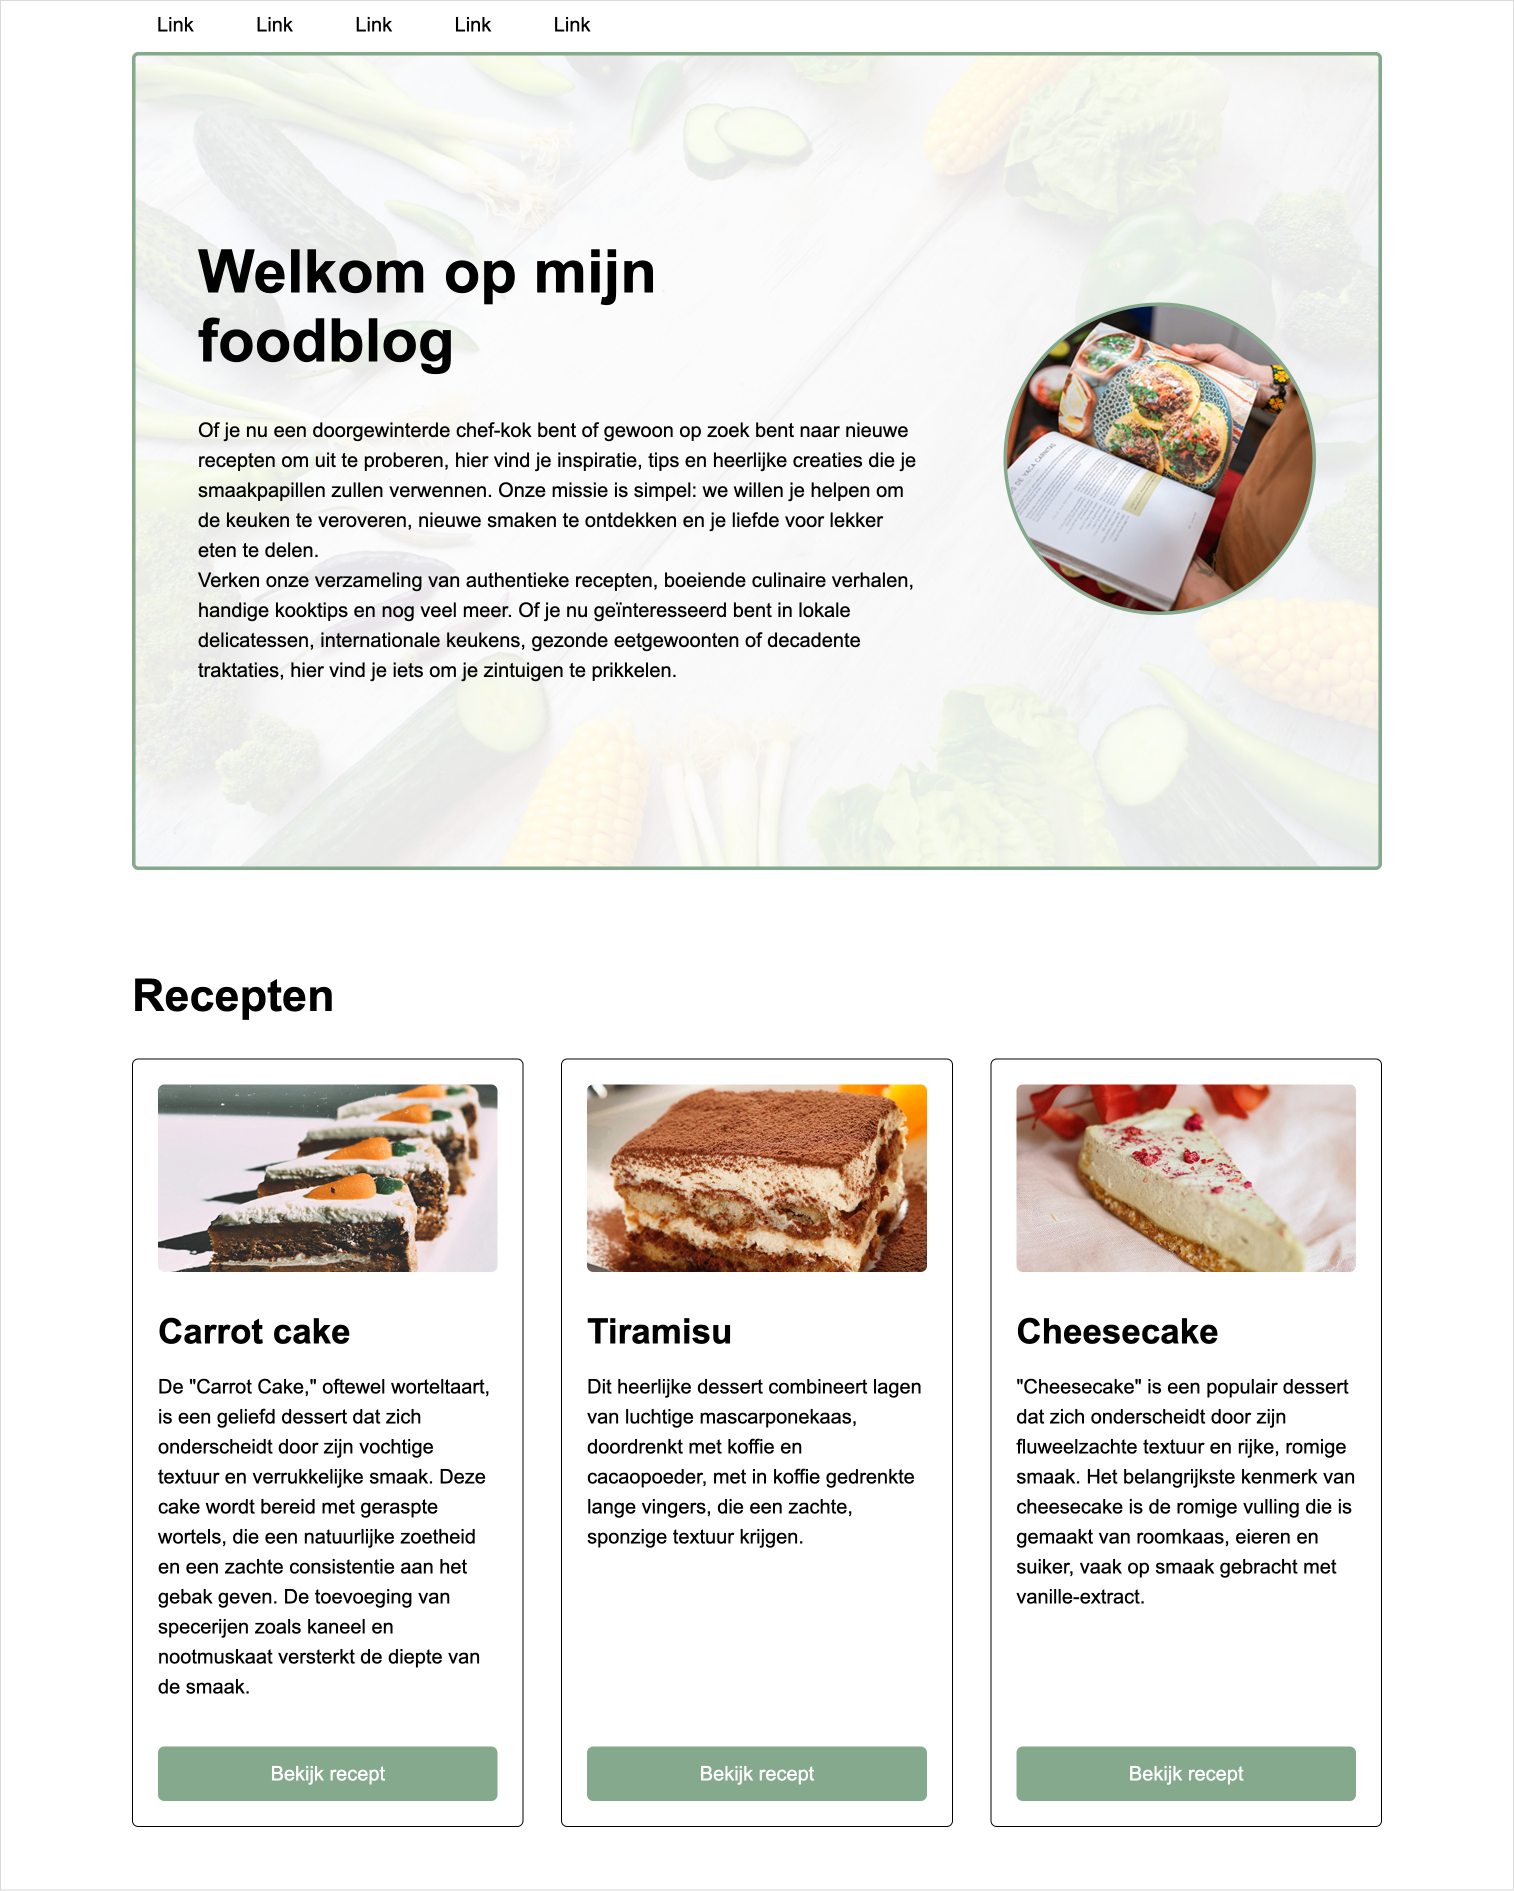 Link Link Link Link Link
Welkom op mijn
foodblog
Of je nu een doorgewinterde chef-kok bent of gewoon op zoek bent naar nieuwe
recepten om uit te proberen, hier vind je inspiratie, tips en heerlijke creaties die je
smaakpapillen zullen verwennen. Onze missie is simpel: we willen je helpen om
de keuken te veroveren, nieuwe smaken te ontdekken en je liefde voor lekker
eten te delen.
Verken onze verzameling van authentieke recepten, boeiende culinaire verhalen,
handige kooktips en nog veel meer. Of je nu geïnteresseerd bent in lokale
delicatessen, internationale keukens, gezonde eetgewoonten of decadente
traktaties, hier vind je iets om je zintuigen te prikkelen.
Recepten
Carrot cake
De "Carrot Cake," oftewel worteltaart,
is een geliefd dessert dat zich
onderscheidt door zijn vochtige
textuur en verrukkelijke smaak. Deze
cake wordt bereid met geraspte
wortels, die een natuurlijke zoetheid
en een zachte consistentie aan het
gebak geven. De toevoeging van
specerijen zoals kaneel en
nootmuskaat versterkt de diepte van
de smaak.
Bekijk recept
Tiramisu
Dit heerlijke dessert combineert lagen
van luchtige mascarponekaas,
doordrenkt met koffie en
cacaopoeder, met in koffie gedrenkte
lange vingers, die een zachte,
sponzige textuur krijgen.
Bekijk recept
Cheesecake
"Cheesecake" is een populair dessert
dat zich onderscheidt door zijn
fluweelzachte textuur en rijke, romige
smaak. Het belangrijkste kenmerk van
cheesecake is de romige vulling die is
gemaakt van roomkaas, eieren en
suiker, vaak op smaak gebracht met
vanille-extract.
Bekijk recept